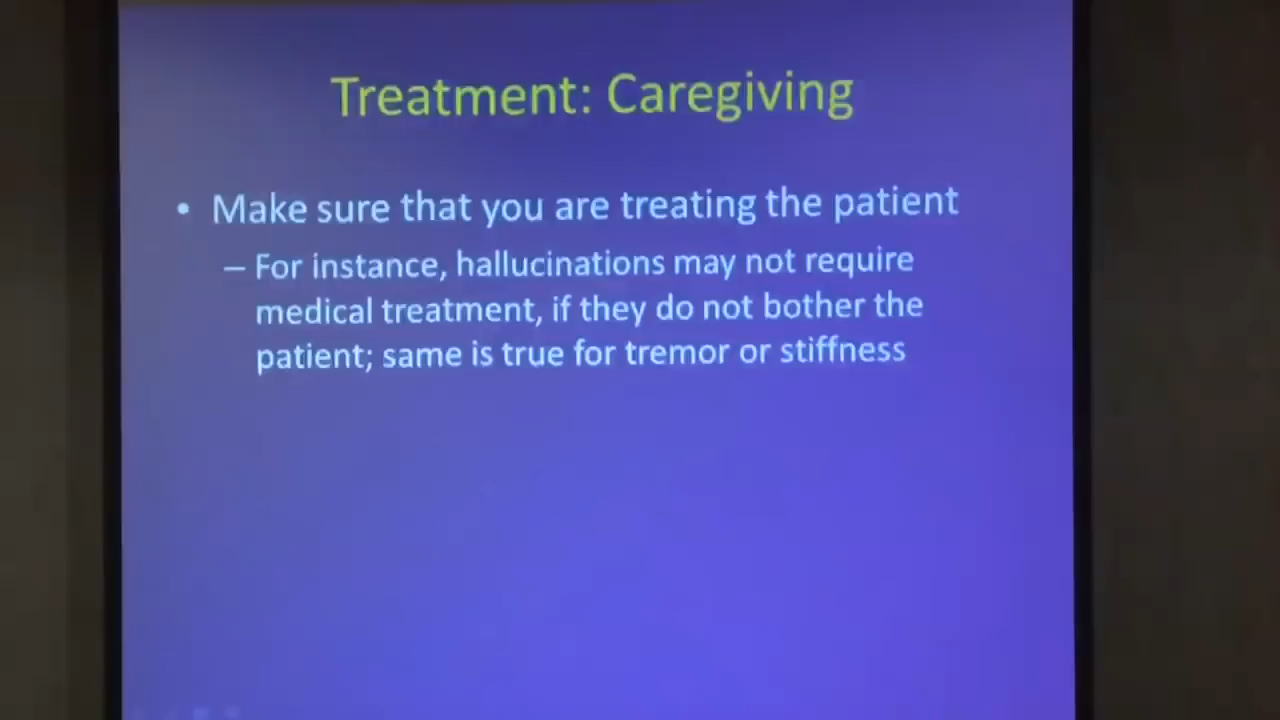 Treatment: Caregiving
• Make sure that you are treating the patient
– For instance, hallucinations may not require
medical treatment, if they do not bother the
patient; same is true for tremor or stiffness